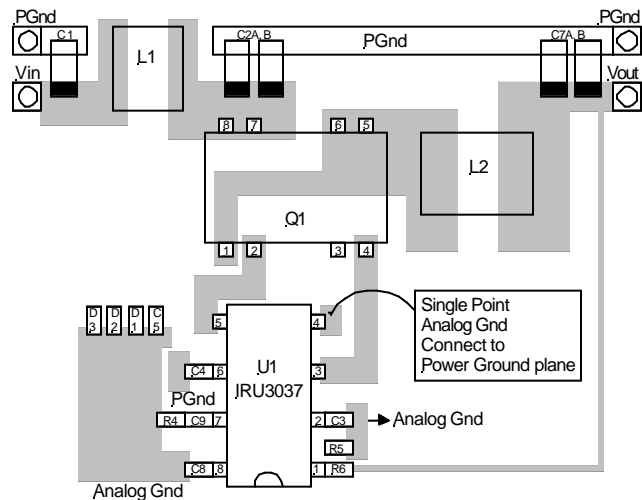 PGnd
PGnd
C1
C2A, B
C7A, B
L1
PGnd
Vin
Vout
8
7
6
5
L2
Q1
1
2
3
4
D3
D2
D1
C5
5
4
Single Point
Analog Gnd
Connect to
Power Ground plane
U1
IRU3037
C4
6
3
PGnd
R4
C9
7
2
C3
Analog Gnd
R5
C8
8
1
R6
Analog Gnd